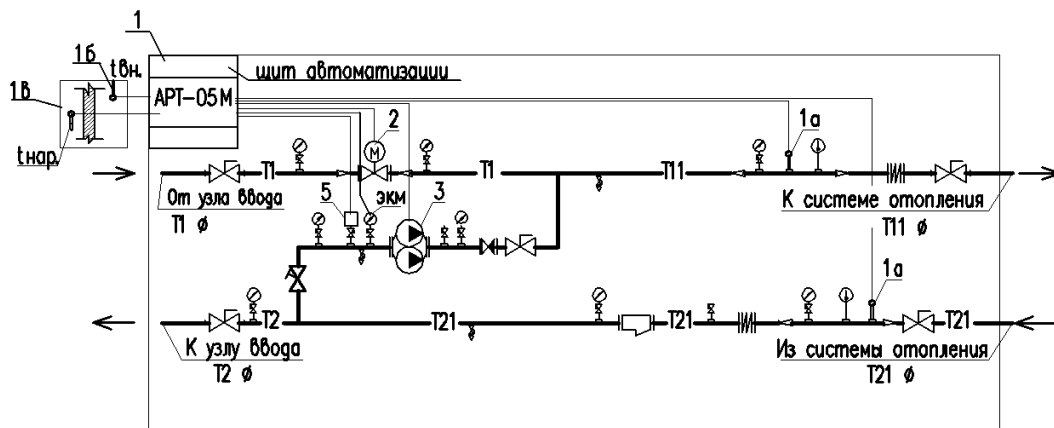 1
1б
tвн.
1в
щит автоматизации
АРТ-05М
2
1а
М
tнар.
Т1
Т1
Т11
От узла ввода
Т1 ϕ
5
ЭКМ
3
К системе отопления
Т11 ϕ
1а
Т2
Т21
Т21
Т21
К узлу ввода
Т2 ϕ
Из системы отопления
Т21 ϕ